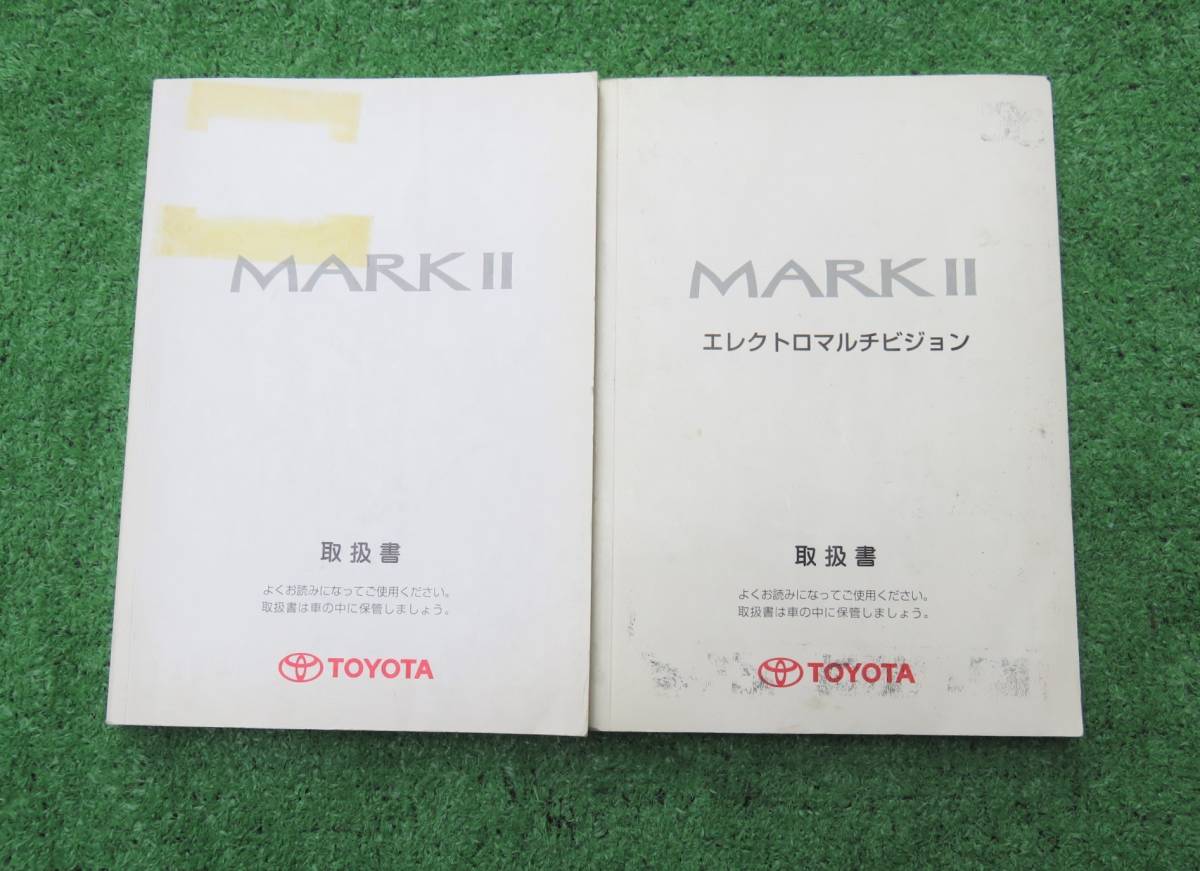 MARK II
取扱書
よくお読みになってご使用ください。
取扱書は車の中に保管しましょう。
TOYOTA
MARK II
エレクトロマルチビジョン
取扱書
よくお読みになってご使用ください。
取扱書は車の中に保管しましょう。
TOYOTA